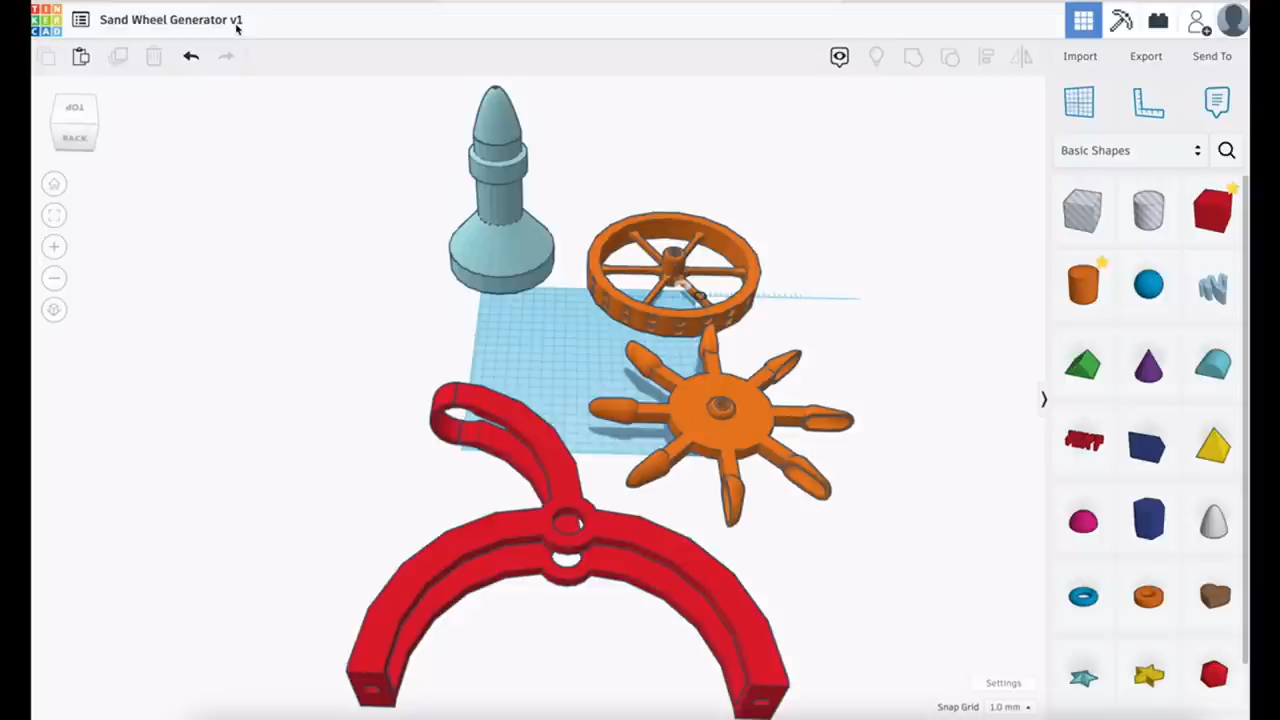 TIN
KER
CAD
Sand Wheel Generator v1
Import
Export
Send To
TOP
BACK
Basic Shapes
TEXT
Settings
Snap Grid 1.0 mm